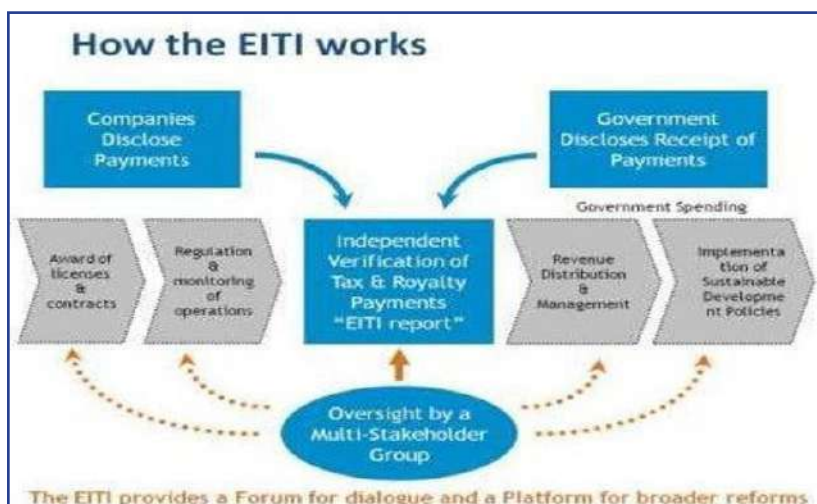 How the EITI works
Companies
Disclose
Payments
Government
Discloses Receipt of
Payments
Government Spending
Award of
licenses
&
contracts
Regulation
&
monitoring
of
operations
Independent
Verification of
Tax & Royalty
Payments
"EITI report"
Revenue
Distribution
&
Management
Implementa
tion of
Sustainable
Developme
nt Policies
Oversight by a
Multi-Stakeholder
Group
The EITI provides a Forum for dialogue and a Platform for broader reforms